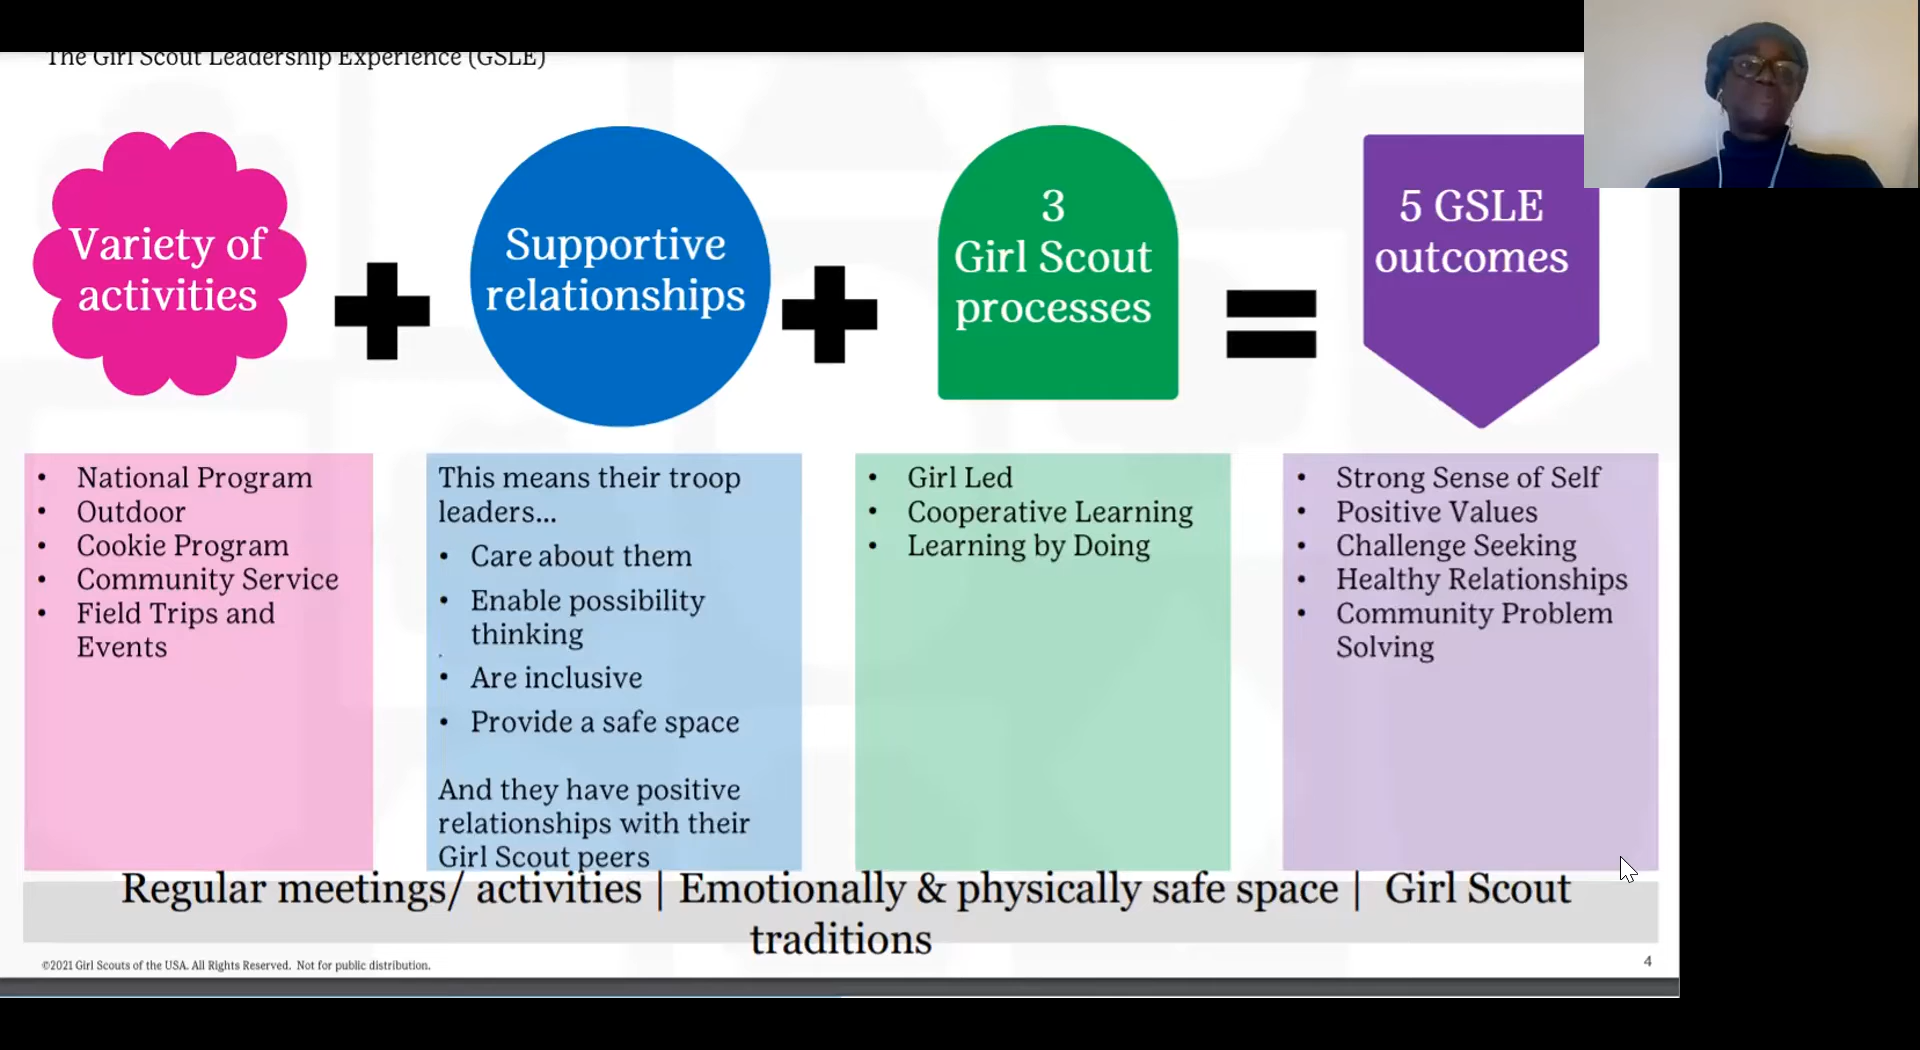 The Girl Scout Leadership Experience (GSLE)
Variety of
activities
Supportive
relationships
3
Girl Scout
processes
5 GSLE
outcomes
• National Program
• Outdoor
• Cookie Program
• Community Service
• Field Trips and
Events
This means their troop
leaders...
• Care about them
• Enable possibility
thinking
• Are inclusive
• Provide a safe space
And they have positive
relationships with their
Girl Scout peers
• Girl Led
• Cooperative Learning
• Learning by Doing
• Strong Sense of Self
• Positive Values
• Challenge Seeking
• Healthy Relationships
• Community Problem
Solving
Regular meetings/ activities | Emotionally & physically safe space | Girl Scout
traditions
©2021 Girl Scouts of the USA. All Rights Reserved. Not for public distribution.
4